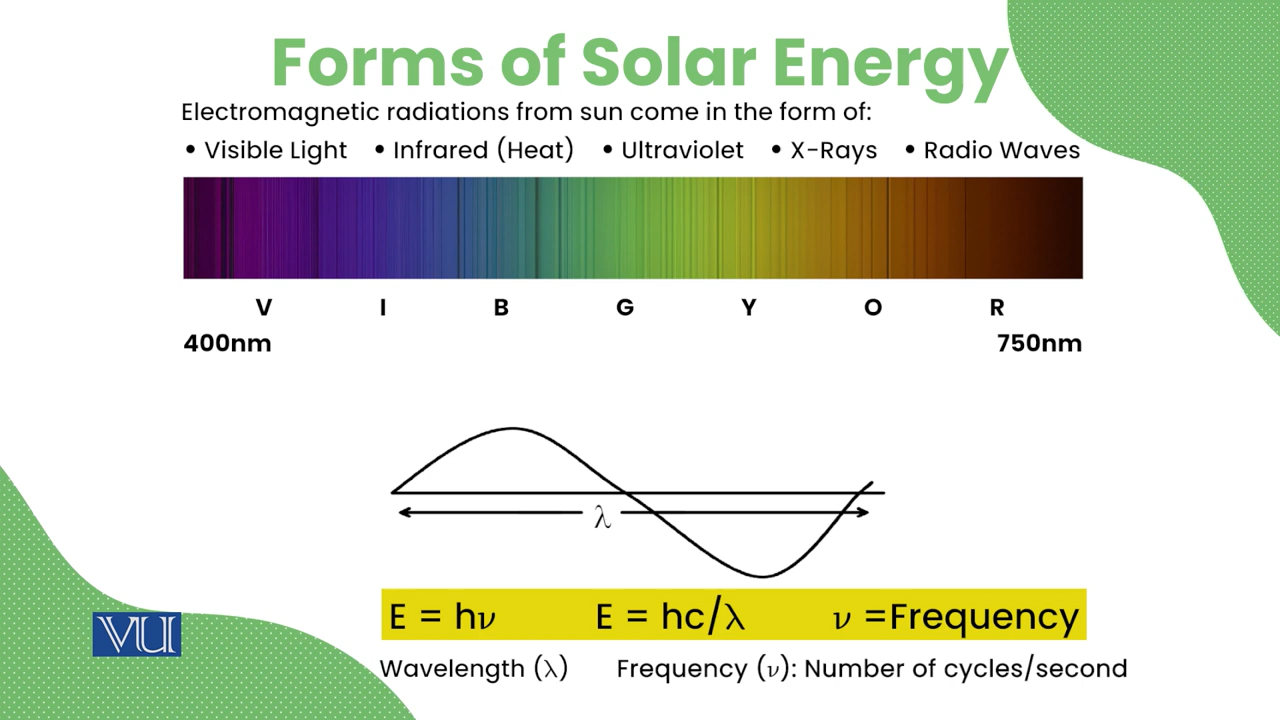 Forms of Solar Energy
Electromagnetic radiations from sun come in the form of:
• Visible Light • Infrared (Heat) • Ultraviolet • X-Rays • Radio Waves
V I B G Y O R
400nm 750nm
λ
E = hν E = hc/λ ν =Frequency
VU
Wavelength (λ) Frequency (ν): Number of cycles/second